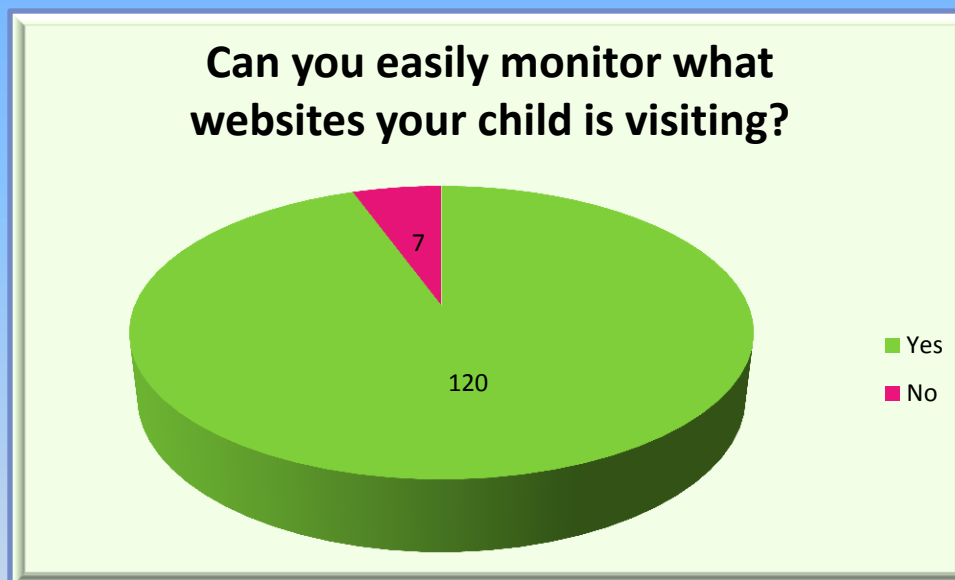 Can you easily monitor what
websites your child is visiting?
7
120
Yes
No